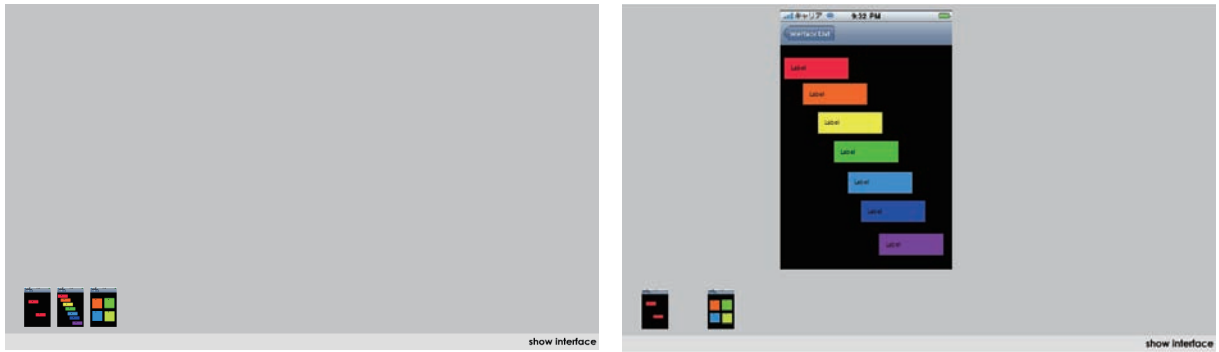 show interface
キャリア 9:32 PM
Interface List
Label
Label
Label
Label
Label
Label
Label
show interface